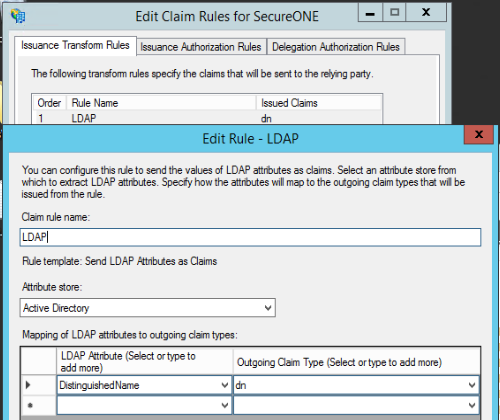 Edit Claim Rules for SecureONE
Issuance Transform Rules
Issuance Authorization Rules
Delegation Authorization Rules
The following transform rules specify the claims that will be sent to the relying party.
Order Rule Name Issued Claims
1 LDAP dn
Edit Rule - LDAP
You can configure this rule to send the values of LDAP attributes as claims. Select an attribute store from
which to extract LDAP attributes. Specify how the attributes will map to the outgoing claim types that will be
issued from the rule.
Claim rule name:
LDAP
Rule template: Send LDAP Attributes as Claims
Attribute store:
Active Directory
Mapping of LDAP attributes to outgoing claim types:
LDAP Attribute (Select or type to
add more)
Outgoing Claim Type (Select or type to add more)
DistinguishedName dn